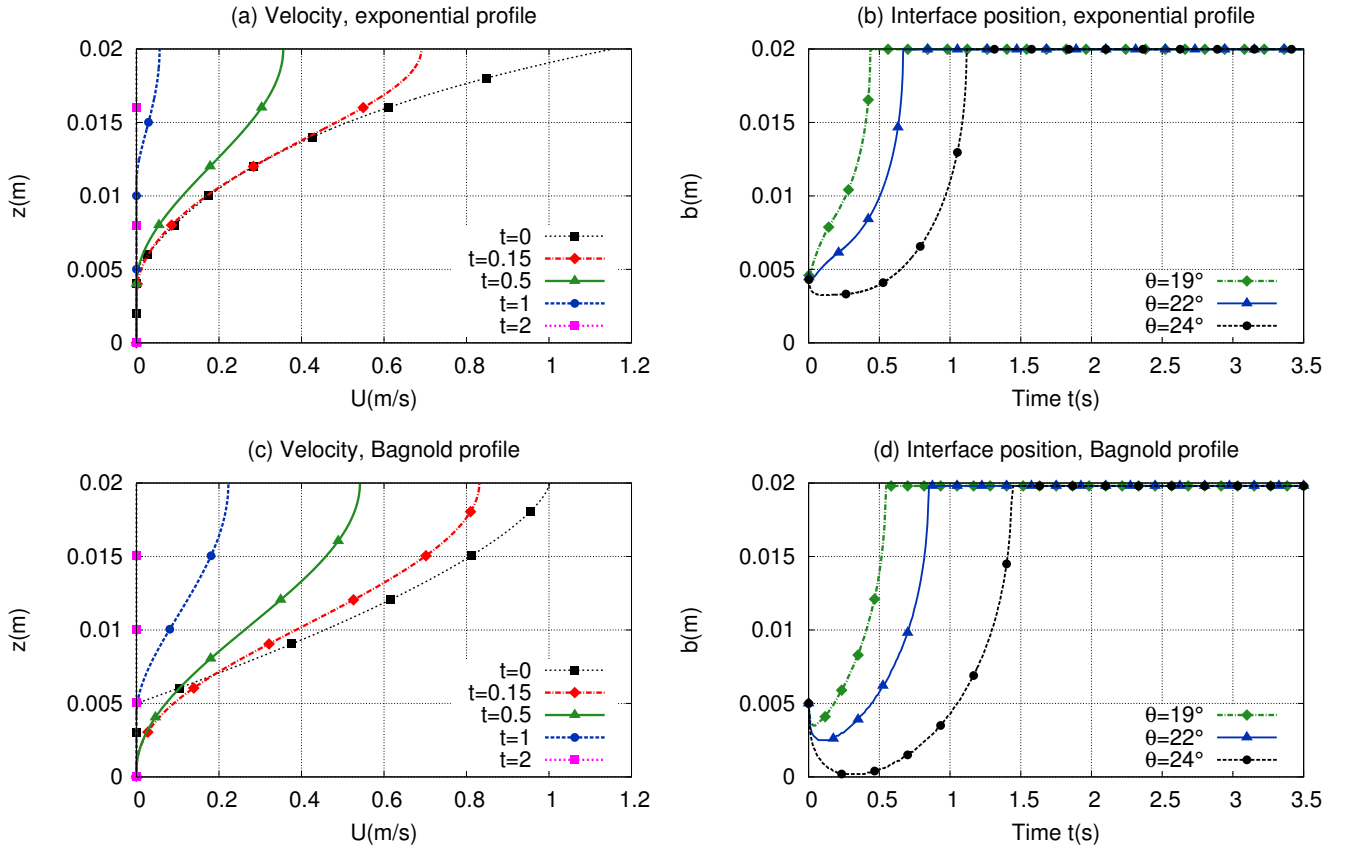 (a) Velocity, exponential profile
z(m)
0.02
0.015
0.01
0.005
0
t=0
t=0.15
t=0.5
t=1
t=2
0 0.2 0.4 0.6 0.8 1 1.2
U(m/s)
(b) Interface position, exponential profile
b(m)
0.02
0.015
0.01
0.005
0
θ=19°
θ=22°
θ=24°
0 0.5 1 1.5 2 2.5 3 3.5
Time t(s)
(c) Velocity, Bagnold profile
z(m)
0.02
0.015
0.01
0.005
0
t=0
t=0.15
t=0.5
t=1
t=2
0 0.2 0.4 0.6 0.8 1 1.2
U(m/s)
(d) Interface position, Bagnold profile
b(m)
0.02
0.015
0.01
0.005
0
θ=19°
θ=22°
θ=24°
0 0.5 1 1.5 2 2.5 3 3.5
Time t(s)